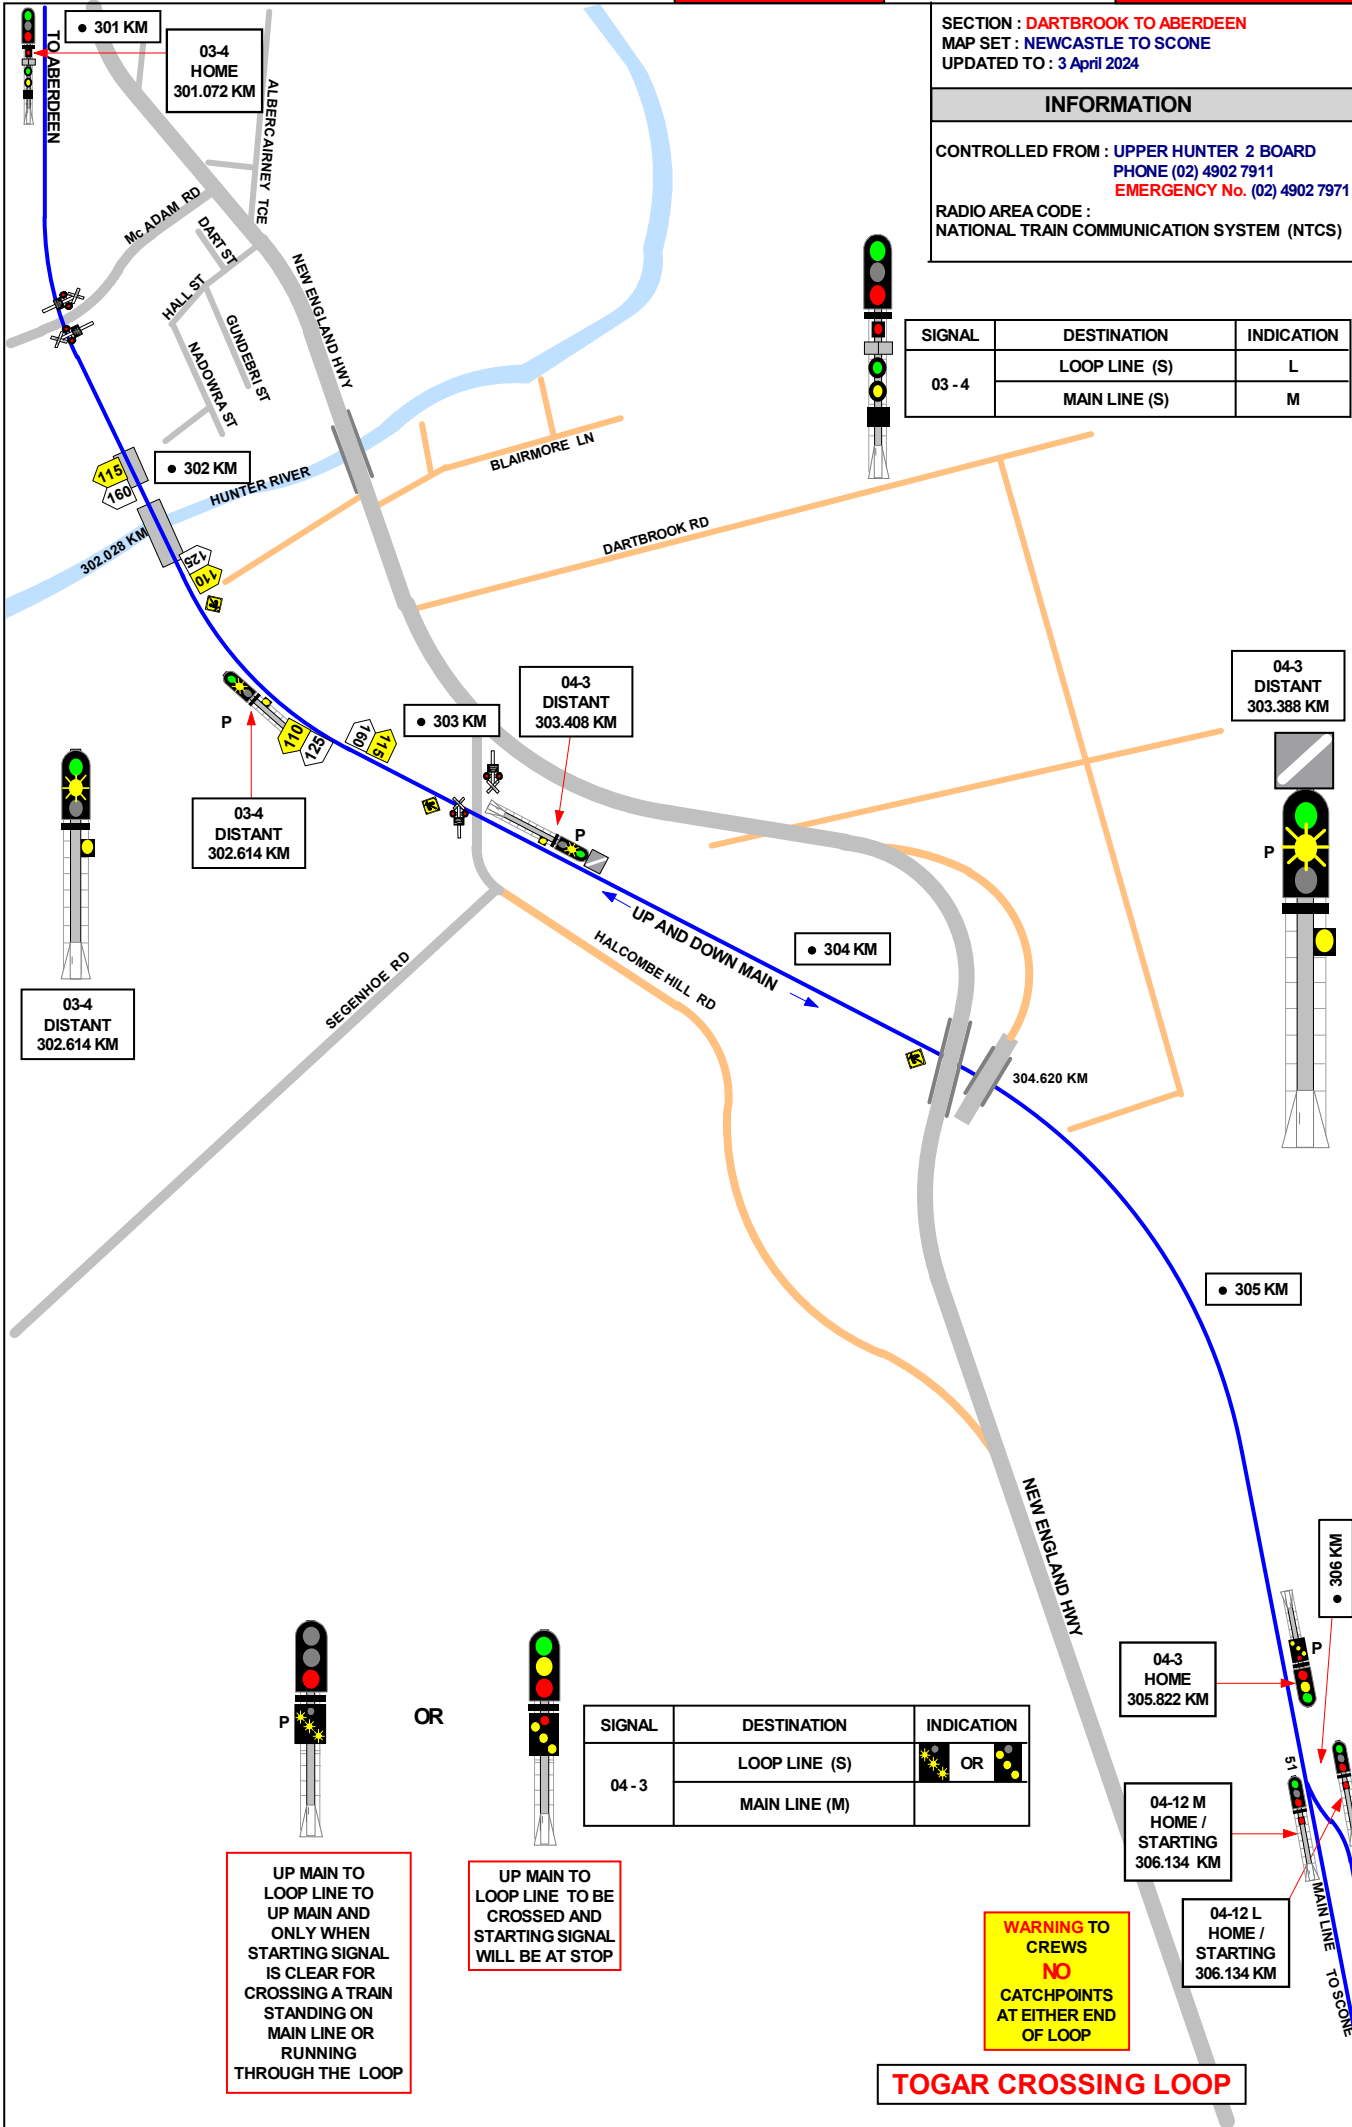 SECTION : DARTBROOK TO ABERDEEN
MAP SET : NEWCASTLE TO SCONE
UPDATED TO : 3 April 2024
INFORMATION
CONTROLLED FROM : UPPER HUNTER 2 BOARD
PHONE (02) 4902 7911
EMERGENCY No. (02) 4902 7971
RADIO AREA CODE :
NATIONAL TRAIN COMMUNICATION SYSTEM (NTCS)
TO ABERDEEN
• 301 KM
03-4
HOME
301.072 KM
ALBERCAIRNEY TCE
Mc ADAM RD
DART ST
HALL ST
GUNDEBRI ST
NADOWRA ST
NEW ENGLAND HWY
SIGNAL DESTINATION INDICATION
03 - 4
LOOP LINE (S) L
MAIN LINE (S) M
115
160
• 302 KM
HUNTER RIVER
302.028 KM
BLAIRMORE LN
DARTBROOK RD
125
110
P
110
125
160
115
• 303 KM
04-3
DISTANT
303.408 KM
P
03-4
DISTANT
302.614 KM
03-4
DISTANT
302.614 KM
04-3
DISTANT
303.388 KM
P
UP AND DOWN MAIN
• 304 KM
HALCOMBE HILL RD
SEGENHOE RD
304.620 KM
• 305 KM
NEW ENGLAND HWY
• 306 KM
P
04-3
HOME
305.822 KM
51
04-12 M
HOME /
STARTING
306.134 KM
04-12 L
HOME /
STARTING
306.134 KM
MAIN LINE TO SCONE
P
OR
SIGNAL DESTINATION INDICATION
04 - 3
LOOP LINE (S) OR
MAIN LINE (M)
UP MAIN TO
LOOP LINE TO
UP MAIN AND
ONLY WHEN
STARTING SIGNAL
IS CLEAR FOR
CROSSING A TRAIN
STANDING ON
MAIN LINE OR
RUNNING
THROUGH THE LOOP
UP MAIN TO
LOOP LINE TO BE
CROSSED AND
STARTING SIGNAL
WILL BE AT STOP
WARNING TO
CREWS
NO
CATCHPOINTS
AT EITHER END
OF LOOP
TOGAR CROSSING LOOP